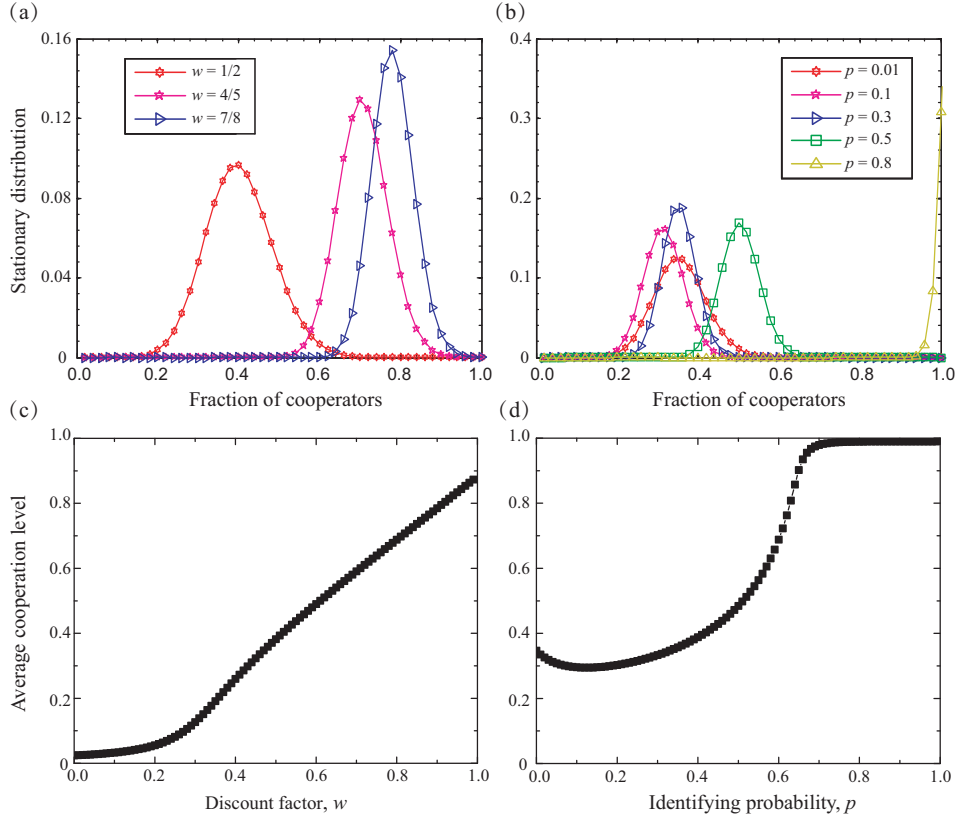 (a)
0.16
0.12
0.08
0.04
0
0.0
0.2
0.4
0.6
0.8
1.0
Stationary distribution
Fraction of cooperators
w = 1/2
w = 4/5
w = 7/8
(b)
0.4
0.3
0.2
0.1
0
0.0
0.2
0.4
0.6
0.8
1.0
Fraction of cooperators
p = 0.01
p = 0.1
p = 0.3
p = 0.5
p = 0.8
(c)
1.0
0.8
0.6
0.4
0.2
0
0.0
0.2
0.4
0.6
0.8
1.0
Average cooperation level
Discount factor, w
(d)
1.0
0.8
0.6
0.4
0.2
0
0.0
0.2
0.4
0.6
0.8
1.0
Identifying probability, p